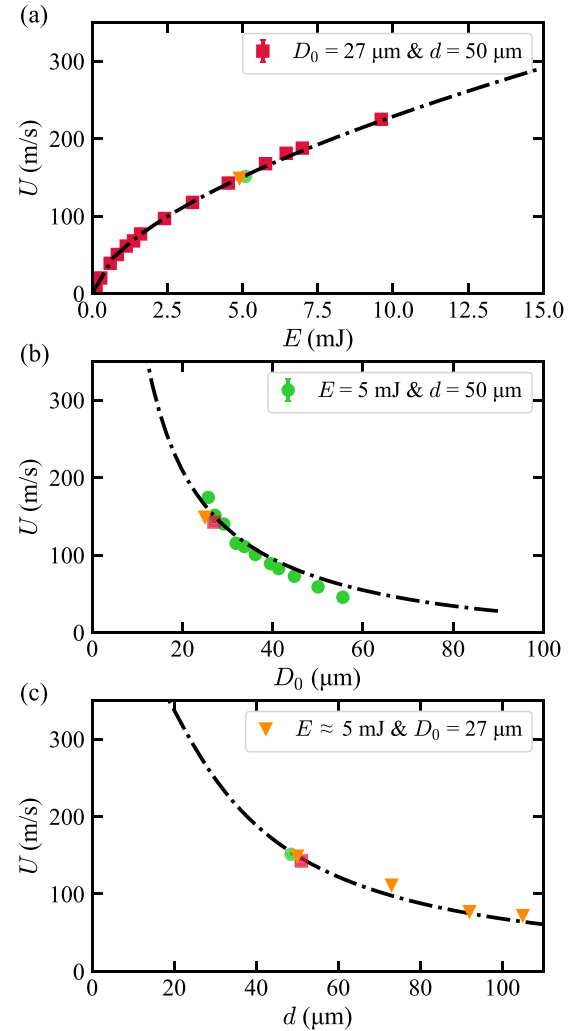 (a)
300
200
100
0
U (m/s)
D₀ = 27 μm & d = 50 μm
0.0 2.5 5.0 7.5 10.0 12.5 15.0
E (mJ)
(b)
300
200
100
0
U (m/s)
E = 5 mJ & d = 50 μm
0 20 40 60 80 100
D₀ (μm)
(c)
300
200
100
0
U (m/s)
E ≈ 5 mJ & D₀ = 27 μm
0 20 40 60 80 100
d (μm)